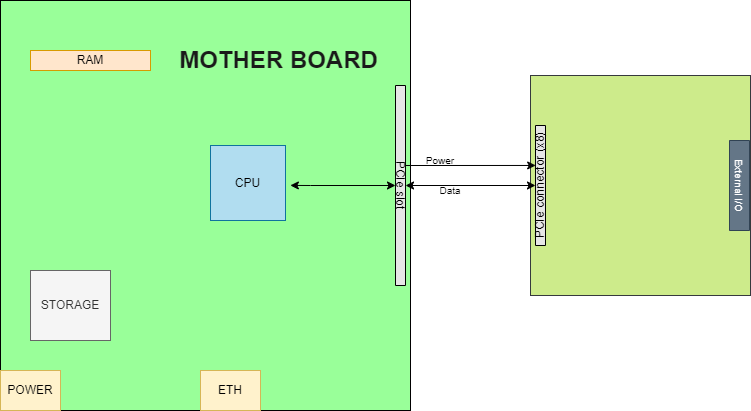 RAM
MOTHER BOARD
CPU
PCIe slot
Power
Data
PCIe connector (x8)
External I/O
STORAGE
POWER
ETH